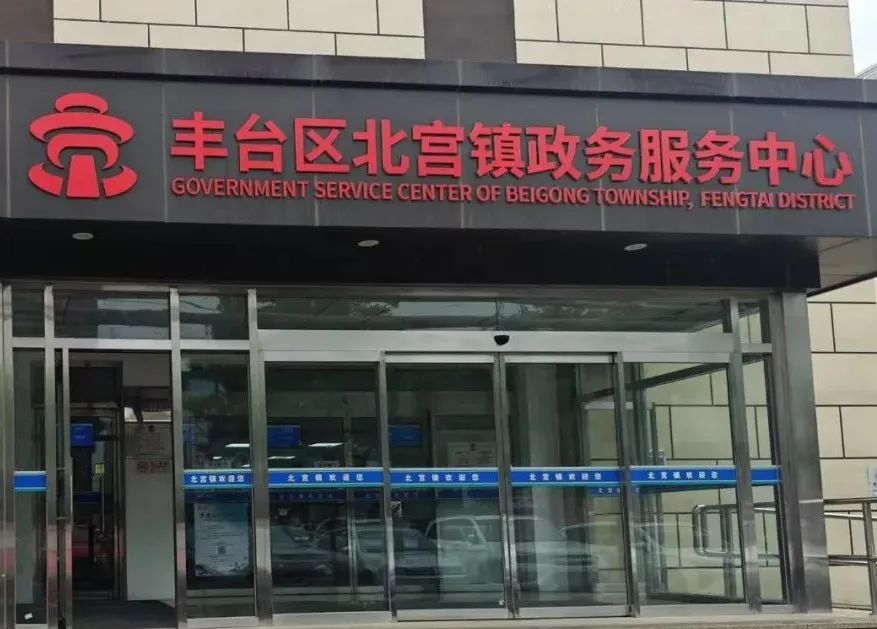 丰台区北宫镇政务服务中心
GOVERNMENT SERVICE CENTER OF BEIGONG TOWNSHIP, FENGTAI DISTRICT
北宫镇欢迎您
北宫镇欢迎您
北宫镇欢迎您
北宫镇欢迎您
北宫镇欢迎您